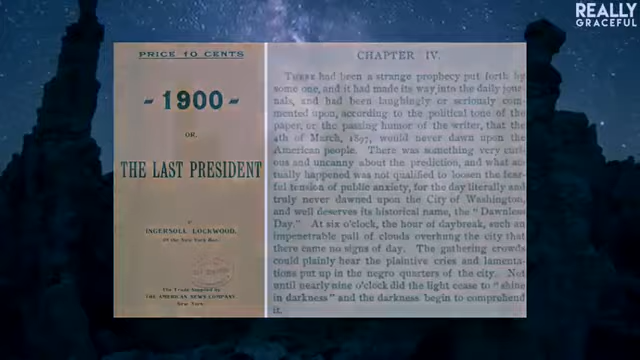 REALLY
GRACEFUL
PRICE 10 CENTS
1900
OR,
THE LAST PRESIDENT
BY
INGERSOLL LOCKWOOD,
Of the New York Bar.
The Trade Supplied by
THE AMERICAN NEWS COMPANY
New York
CHAPTER IV.
THERE had been a strange prophecy put forth by
some one, and it had made its way into the daily jour-
nals, and had been laughingly or seriously com-
mented upon, according to the political tone of the
paper, or the passing humor of the writer, that the
4th of March, 1897, would never dawn upon the
American people. There was something very curi-
ous and uncanny about the prediction, and what ac-
tually happened was not qualified to loosen the fear-
ful tension of public anxiety, for the day literally and
truly never dawned upon the City of Washington,
and well deserves its historical name, the "Dawnless
Day." At six o'clock, the hour of daybreak, such an
impenetrable pall of clouds overhung the city that
there came no signs of day. The gathering crowds
could plainly hear the plaintive cries and lamenta-
tions put up in the negro quarters of the city. Not
until nearly nine o'clock did the light cease to "shine
in darkness" and the darkness begin to comprehend
it.